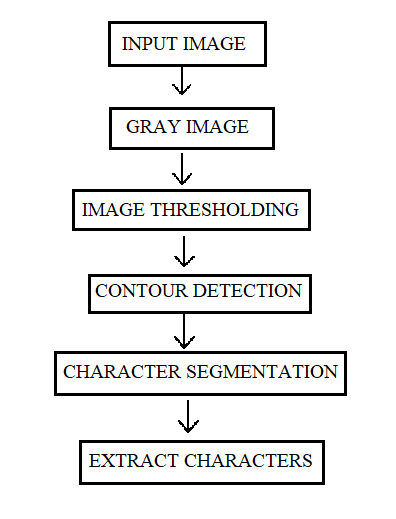 INPUT IMAGE
GRAY IMAGE
IMAGE THRESHOLDING
CONTOUR DETECTION
CHARACTER SEGMENTATION
EXTRACT CHARACTERS